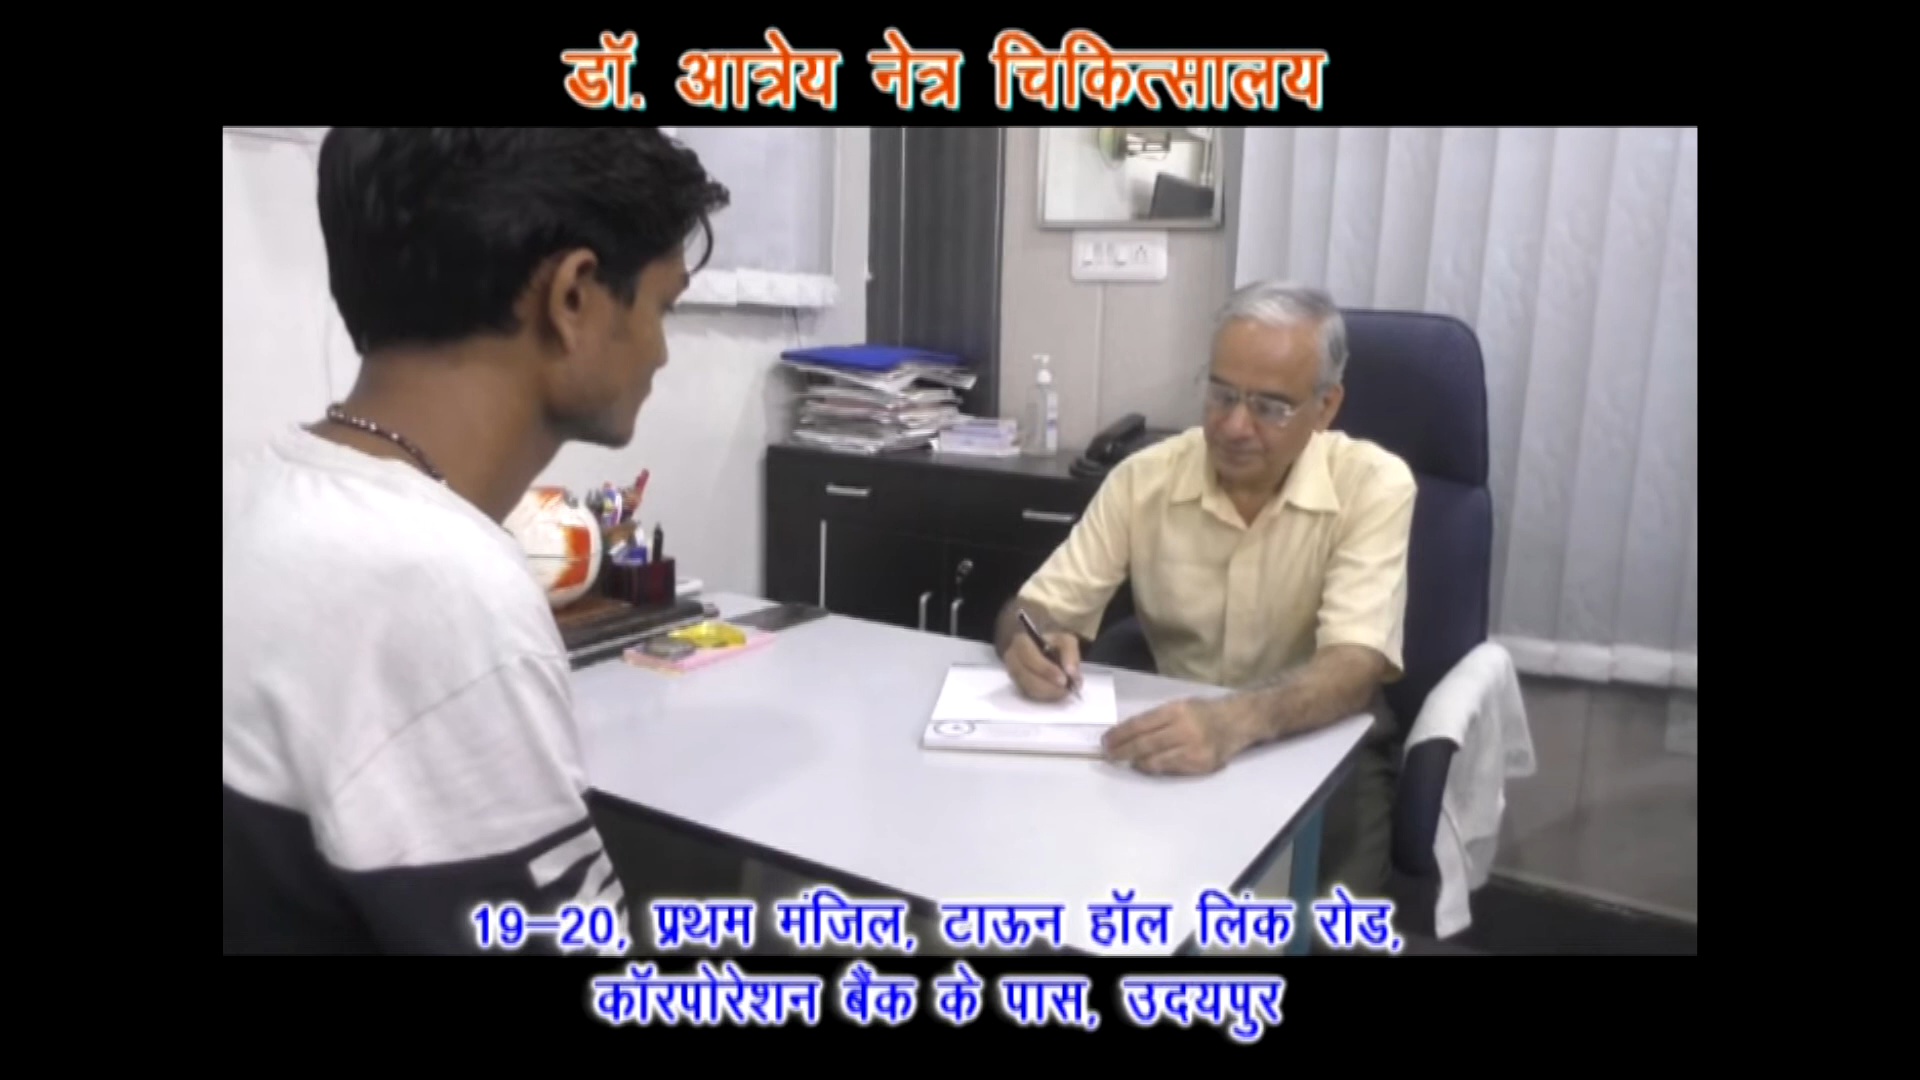 डॉ. आत्रेय नेत्र चिकित्सालय
19-20, प्रथम मंजिल, टाऊन हॉल लिंक रोड,
कॉरपोरेशन बैंक के पास, उदयपुर